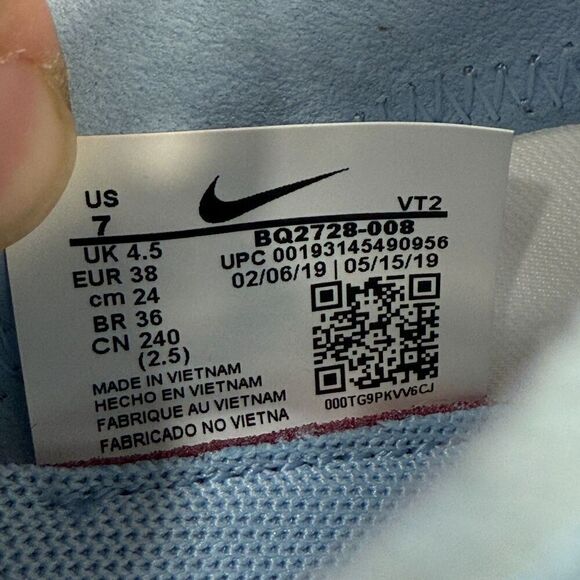 US
7
VT2
BQ2728-008
UK 4.5
UPC 00193145490956
EUR 38
02/06/19 | 05/15/19
cm 24
BR 36
CN 240
(2.5)
MADE IN VIETNAM
HECHO EN VIETNAM
FABRIQUE AU VIETNAM
FABRICADO NO VIETNA
000TG9PKVV6CJ